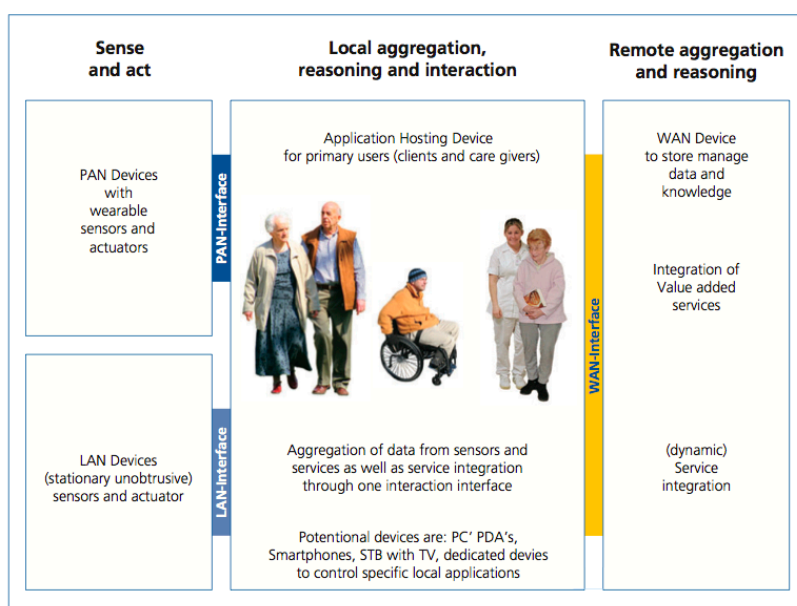 Sense
and act
Local aggregation,
reasoning and interaction
Remote aggregation
and reasoning
PAN Devices
with
wearable
sensors and
actuators
PAN-Interface
LAN Devices
(stationary unobtrusive)
sensors and actuator
LAN-Interface
Application Hosting Device
for primary users (clients and care givers)
Aggregation of data from sensors and
services as well as service integration
through one interaction interface
Potentional devices are: PC’ PDA’s,
Smartphones, STB with TV, dedicated devies
to control specific local applications
WAN-Interface
WAN Device
to store manage
data and
knowledge
Integration of
Value added
services
(dynamic)
Service
integration